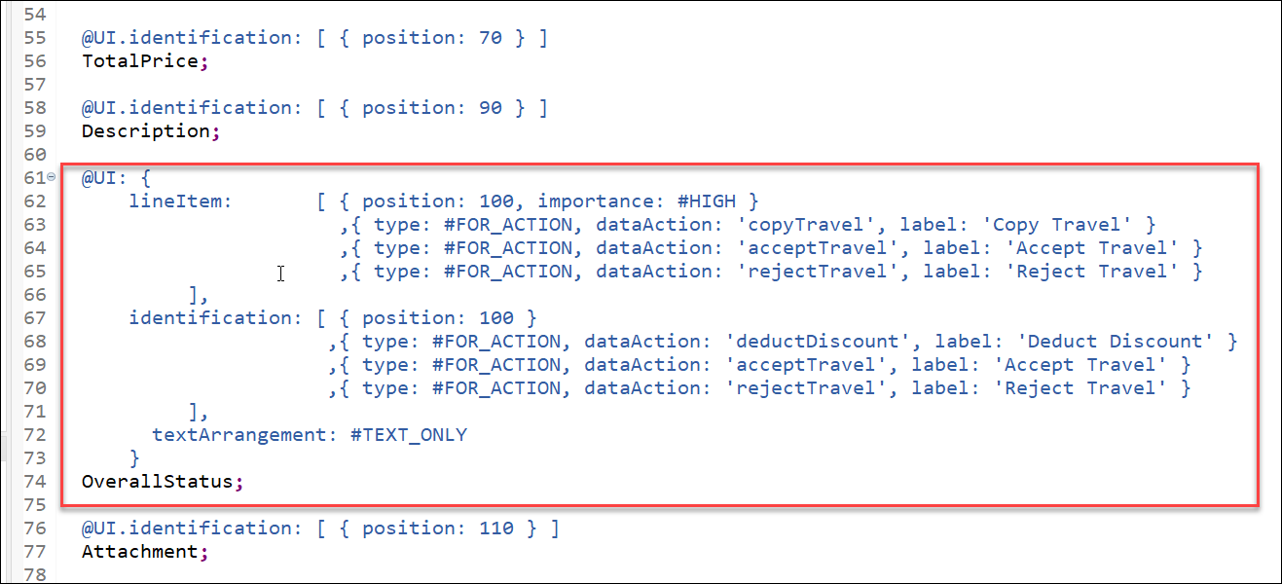 54
55 @UI.identification: [ { position: 70 } ]
56 TotalPrice;
57
58 @UI.identification: [ { position: 90 } ]
59 Description;
60
61 @UI: {
62 lineItem: [ { position: 100, importance: #HIGH }
63 ,{ type: #FOR_ACTION, dataAction: 'copyTravel', label: 'Copy Travel' }
64 ,{ type: #FOR_ACTION, dataAction: 'acceptTravel', label: 'Accept Travel' }
65 ,{ type: #FOR_ACTION, dataAction: 'rejectTravel', label: 'Reject Travel' }
66 ],
67 identification: [ { position: 100 }
68 ,{ type: #FOR_ACTION, dataAction: 'deductDiscount', label: 'Deduct Discount' }
69 ,{ type: #FOR_ACTION, dataAction: 'acceptTravel', label: 'Accept Travel' }
70 ,{ type: #FOR_ACTION, dataAction: 'rejectTravel', label: 'Reject Travel' }
71 ],
72 textArrangement: #TEXT_ONLY
73 }
74 OverallStatus;
75
76 @UI.identification: [ { position: 110 } ]
77 Attachment;
78